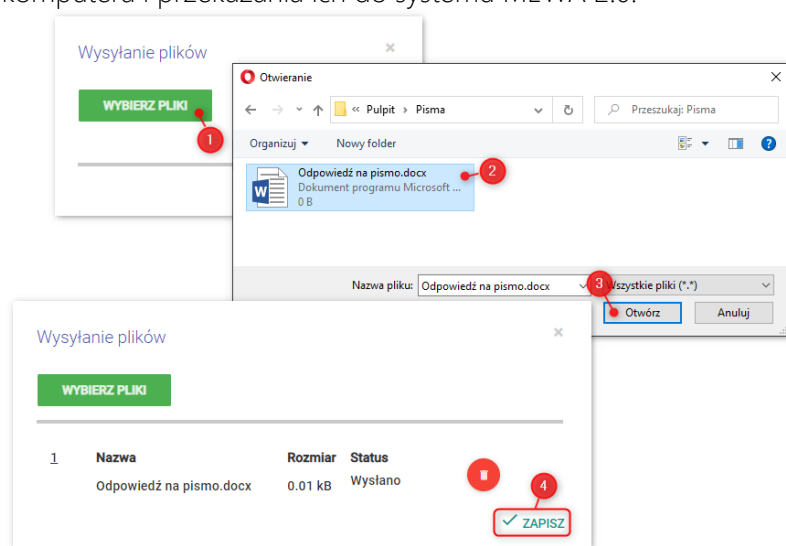 komputera i przekazania ich do systemu MEWA 2.0.
Wysyłanie plików ×
WYBIERZ PLIKI
1
Otwieranie
« Pulpit › Pisma
Przeszukaj: Pisma
Organizuj
Nowy folder
?
Odpowiedź na pismo.docx
Dokument programu Microsoft ...
0 B
2
Nazwa pliku: Odpowiedź na pismo.docx
3
Wszystkie pliki (*.*)
Otwórz
Anuluj
Wysyłanie plików ×
WYBIERZ PLIKI
1 Nazwa Rozmiar Status
Odpowiedź na pismo.docx 0.01 kB Wysłano
4
ZAPISZ